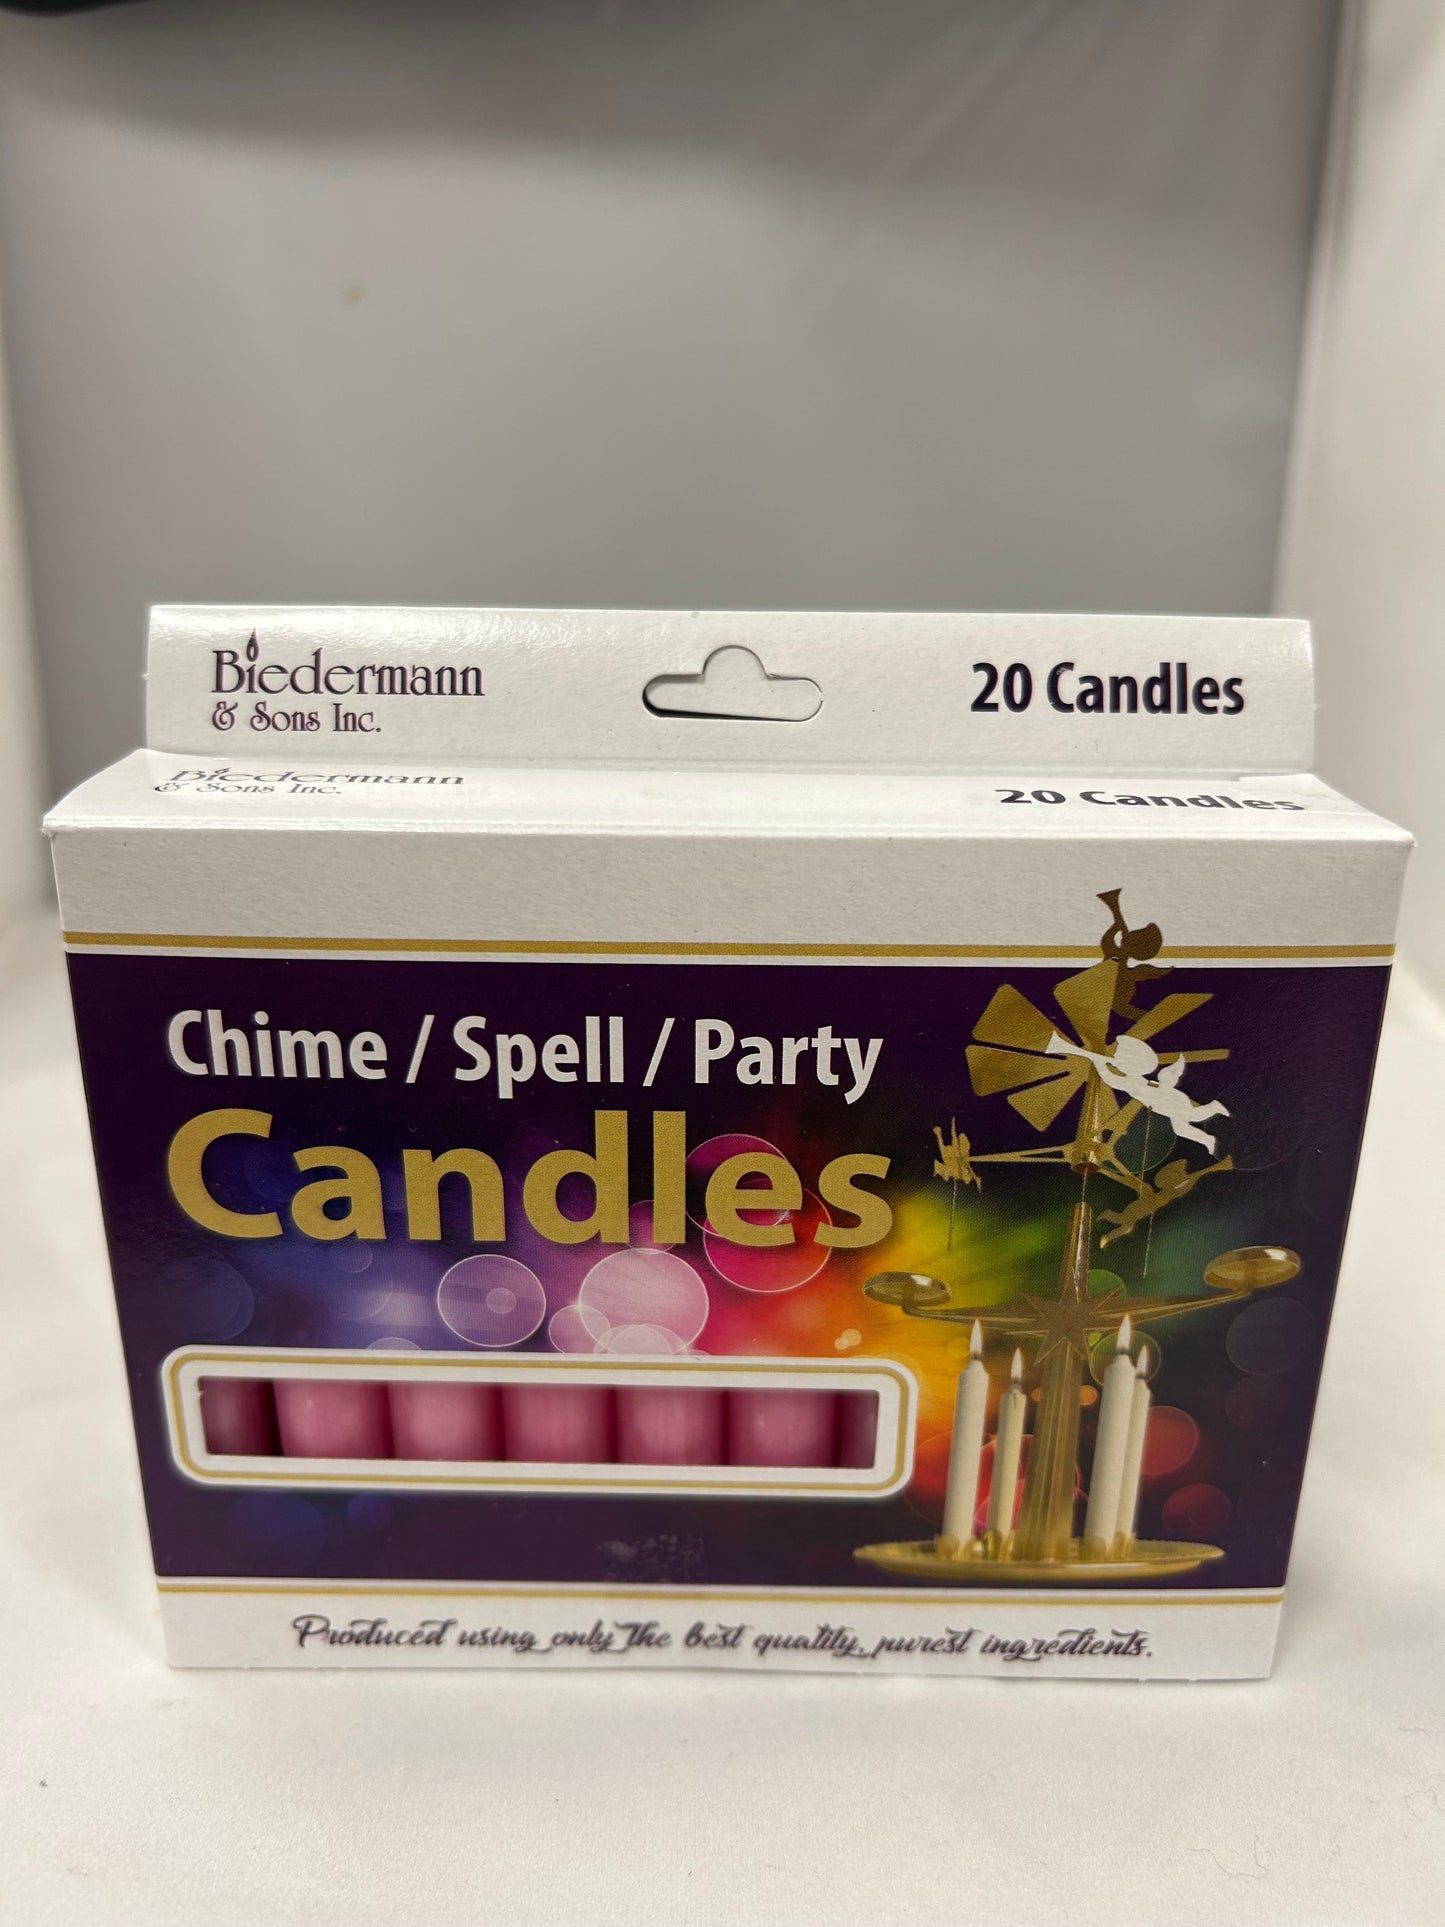 Biedermann
& Sons Inc.
20 Candles
Biedermann
& Sons Inc.
20 Candles
Chime / Spell / Party
Candles
Produced using only the best quality, purest ingredients.